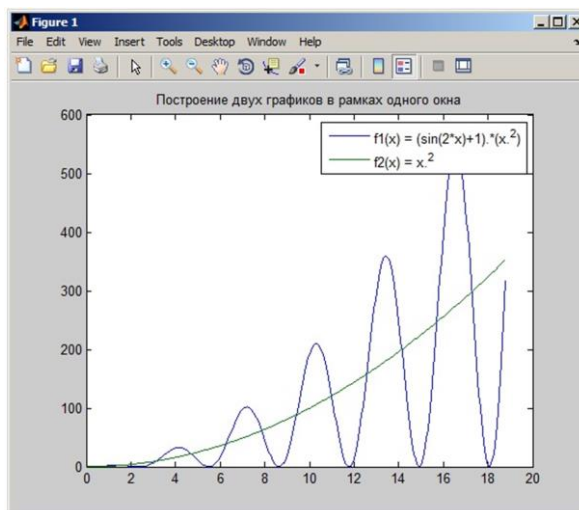 Figure 1
File Edit View Insert Tools Desktop Window Help
Построение двух графиков в рамках одного окна
600
500
400
300
200
100
0
f1(x) = (sin(2*x)+1).*(x.^2)
f2(x) = x.^2
0 2 4 6 8 10 12 14 16 18 20